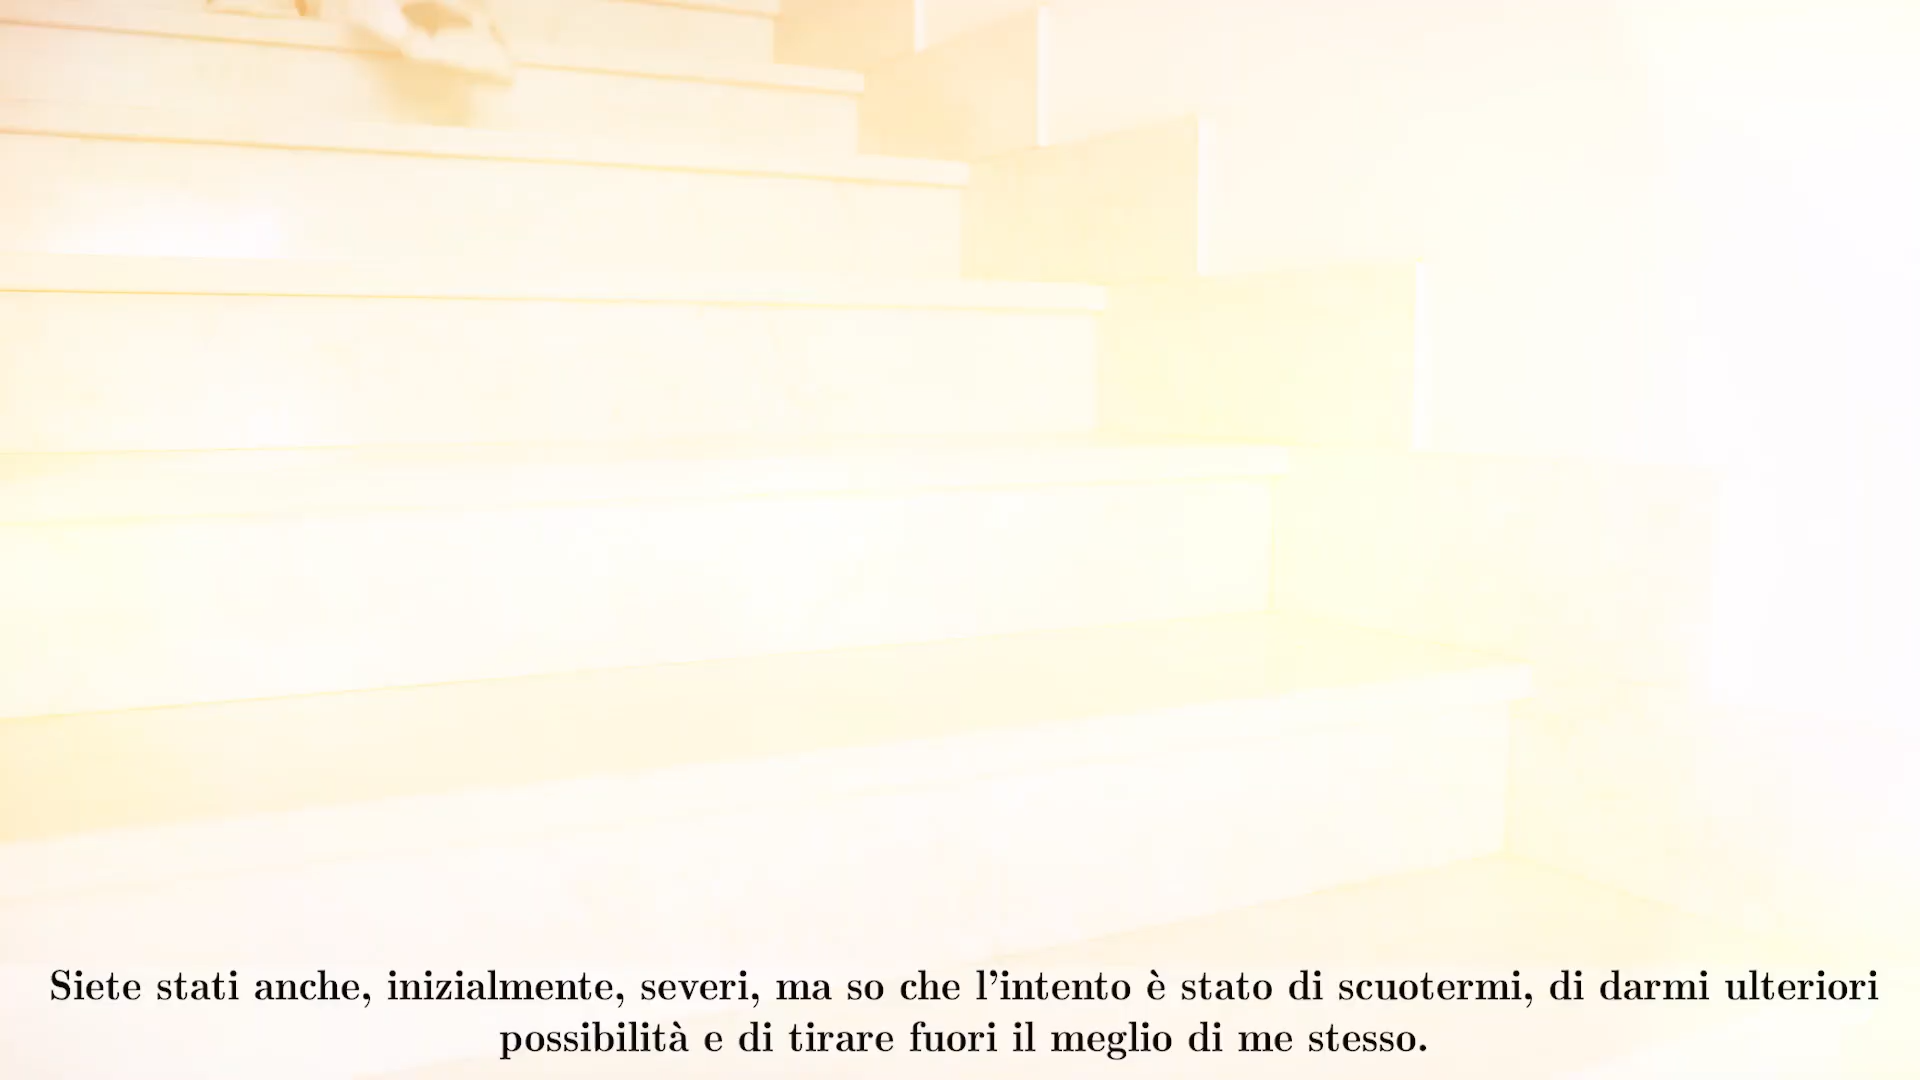 Siete stati anche, inizialmente, severi, ma so che l'intento è stato di scuotermi, di darmi ulteriori
possibilità e di tirare fuori il meglio di me stesso.